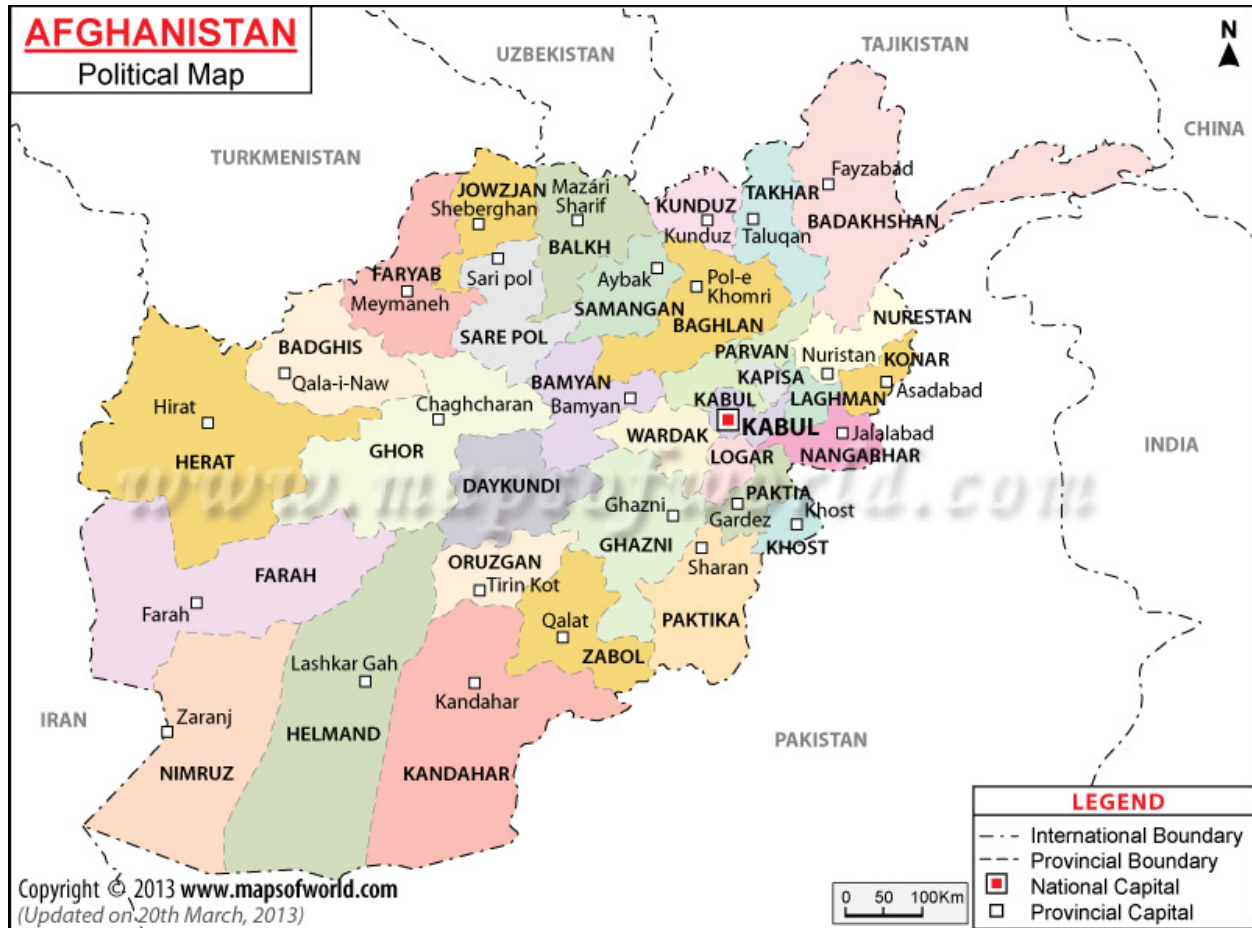 AFGHANISTAN
Political Map
N
UZBEKISTAN
TAJIKISTAN
CHINA
TURKMENISTAN
Fayzabad
JOWZJAN
Sheberghan
Mazári
Sharif
KUNDUZ
Kunduz
TAKHAR
Taluqan
BADAKHSHAN
BALKH
FARYAB
Meymaneh
Sari pol
Aybak
Pol-e
Khomri
SAMANGAN
BAGHLAN
NURESTAN
SARE POL
BADGHIS
Qala-i-Naw
PARVAN
Nuristan
KONAR
BAMYAN
Bamyan
KAPISA
Asadabad
Hirat
Chaghcharan
KABUL
LAGHMAN
KABUL
WARDAK
Jalalabad
INDIA
HERAT
GHOR
LOGAR
NANGABHAR
www.mapsofworld.com
DAYKUNDI
PAKTIA
Ghazni
Gardez
Khost
GHAZNI
KHOST
ORUZGAN
Tirin Kot
Sharan
FARAH
Farah
Qalat
PAKTIKA
ZABOL
Lashkar Gah
Kandahar
IRAN
Zaranj
HELMAND
PAKISTAN
NIMRUZ
KANDAHAR
LEGEND
International Boundary
Provincial Boundary
National Capital
Provincial Capital
0 50 100Km
Copyright © 2013 www.mapsofworld.com
(Updated on 20th March, 2013)